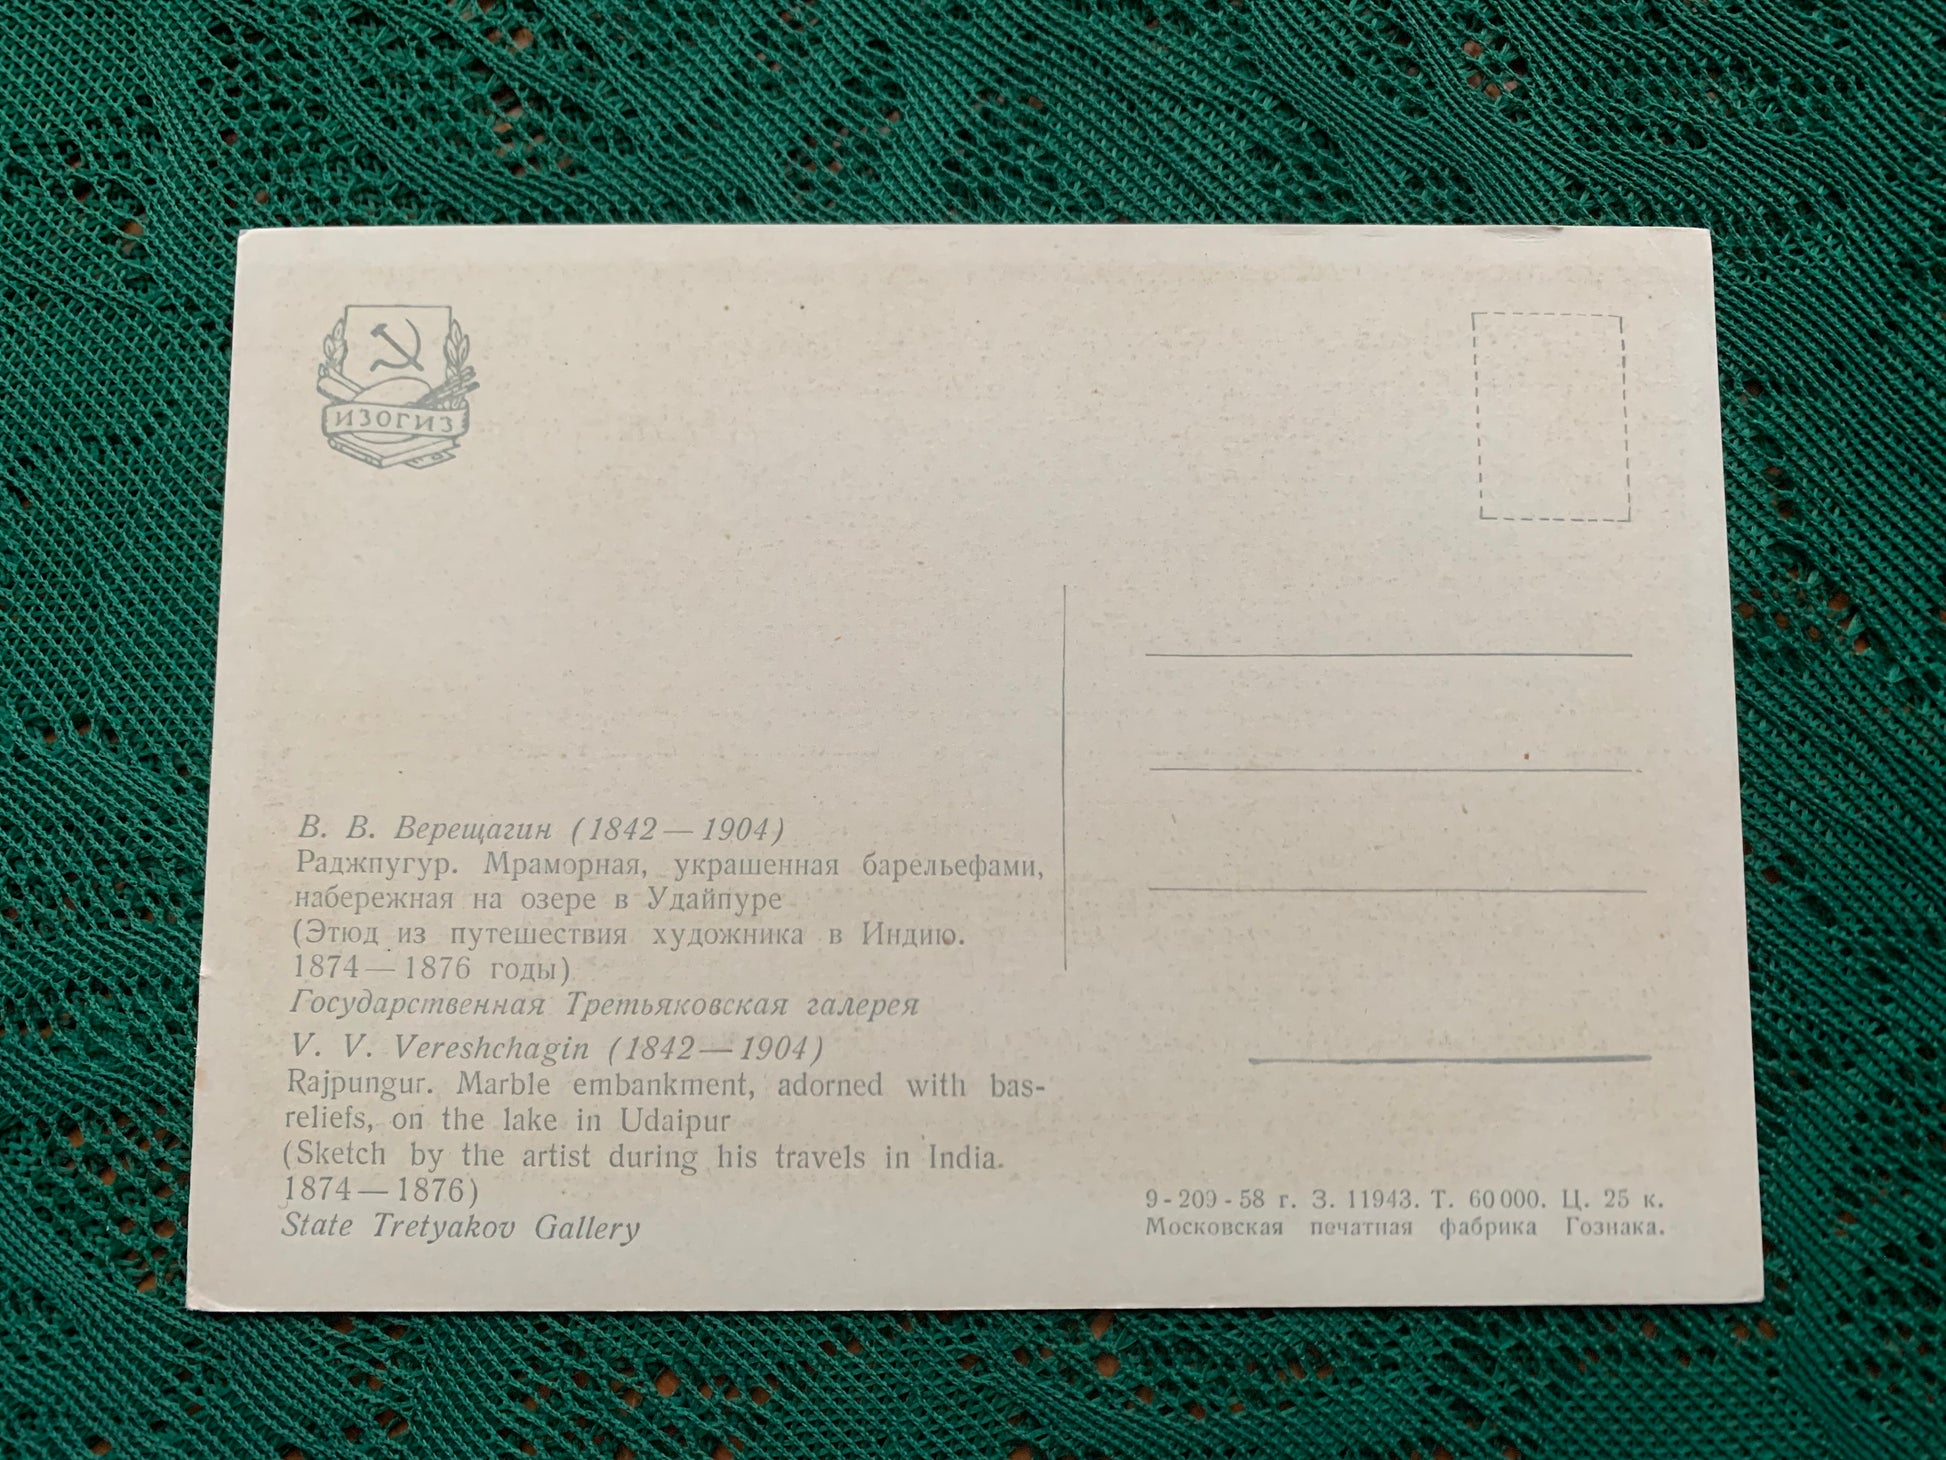 ИЗОГИЗ
В. В. Верещагин (1842 — 1904)
Раджпугур. Мраморная, украшенная барельефами,
набережная на озере в Удайпуре
(Этюд из путешествия художника в Индию.
1874 — 1876 годы)
Государственная Третьяковская галерея
V. V. Vereshchagin (1842 — 1904)
Rajpungur. Marble embankment, adorned with bas-
reliefs, on the lake in Udaipur
(Sketch by the artist during his travels in India.
1874 — 1876)
State Tretyakov Gallery
9-209-58 г. З. 11943. Т. 60 000. Ц. 25 к.
Московская печатная фабрика Гознака.